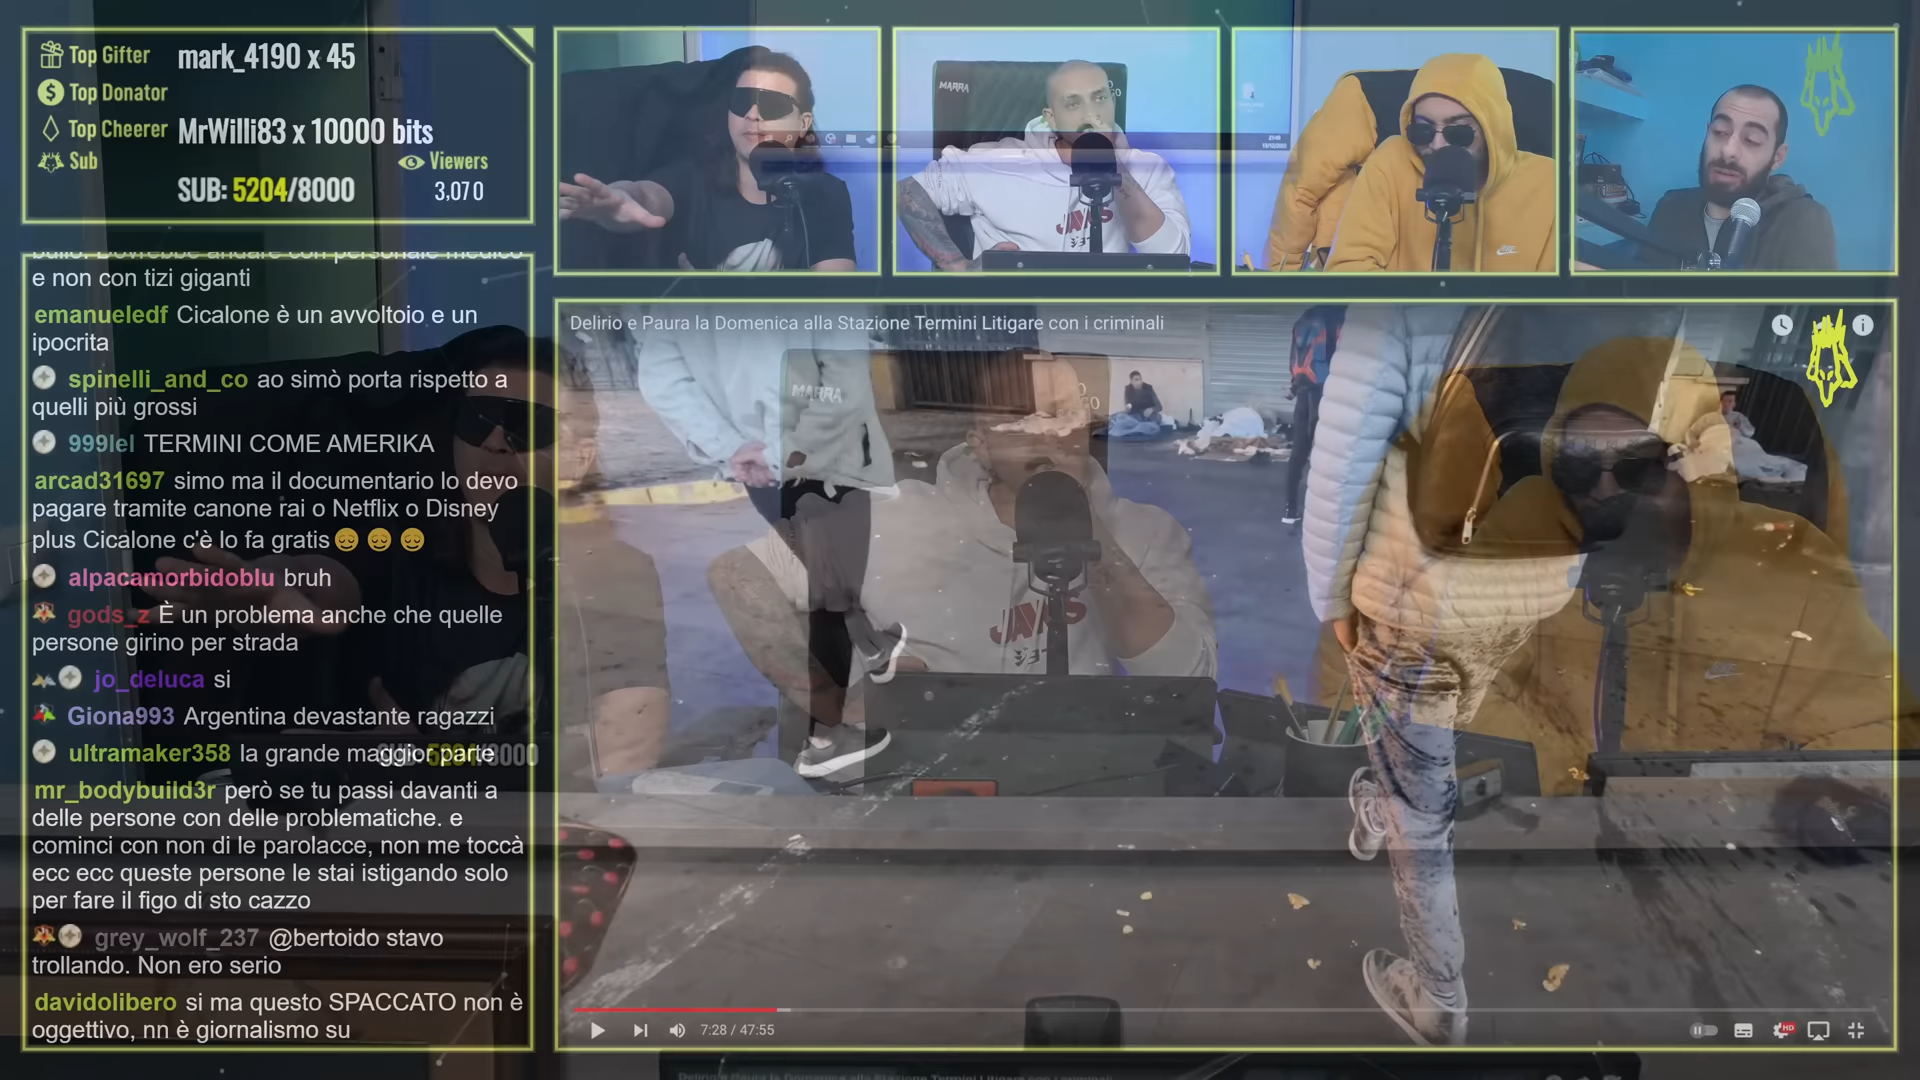 Top Gifter mark_4190 x 45
Top Donator
Top Cheerer MrWilli83 x 10000 bits
Sub
Viewers
SUB: 5204/8000
3,070
e non con tizi giganti
emanueledf Cicalone è un avvoltoio e un
ipocrita
spinelli_and_co ao simò porta rispetto a
quelli più grossi
999lel TERMINI COME AMERIKA
arcad31697 simo ma il documentario lo devo
pagare tramite canone rai o Netflix o Disney
plus Cicalone c'è lo fa gratis😌 😌 😌
alpacamorbidoblu bruh
gods_z È un problema anche che quelle
persone girino per strada
jo_deluca si
Giona993 Argentina devastante ragazzi
ultramaker358 la grande maggior parte
mr_bodybuild3r però se tu passi davanti a
delle persone con delle problematiche. e
cominci con non di le parolacce, non me toccà
ecc ecc queste persone le stai istigando solo
per fare il figo di sto cazzo
grey_wolf_237 @bertoido stavo
trollando. Non ero serio
davidolibero si ma questo SPACCATO non è
oggettivo, nn è giornalismo su
MARRA
JAWS
Delirio e Paura la Domenica alla Stazione Termini Litigare con i criminali
MARRA
JAWS
7:28 / 47:55
HD